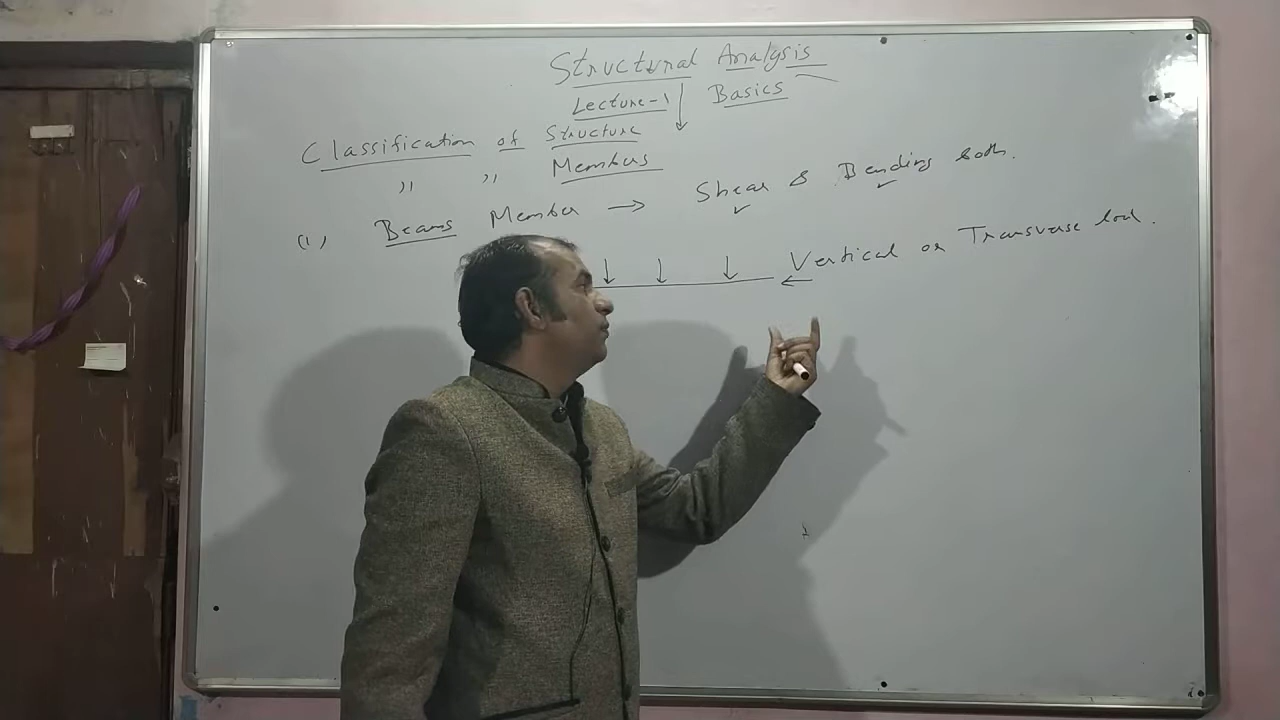 Structural Analysis
Lecture-1 ↓ Basics
Classification of Structure
" " Members
(1) Beams Member → Shear & Bending both.
Vertical or Transverse load.